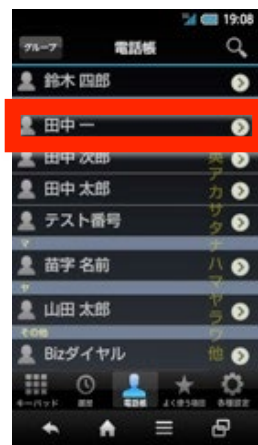 19:08
グループ
電話帳
鈴木 四郎
田中 一
田中 次郎
田中 太郎
テスト番号
マ
苗字 名前
ヤ
山田 太郎
その他
Bizダイヤル
英
ア
カ
サ
タ
ナ
ハ
マ
ヤ
ラ
ワ
他
キーパッド
履歴
電話帳
よく使う項目
各種設定